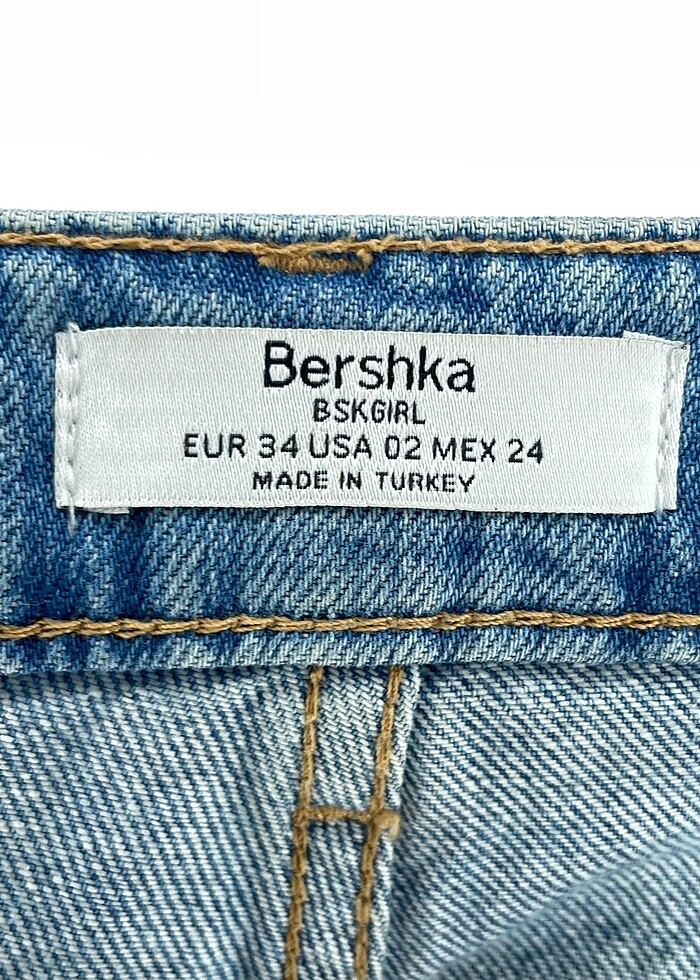 Bershka
BSKGIRL
EUR 34 USA 02 MEX 24
MADE IN TURKEY